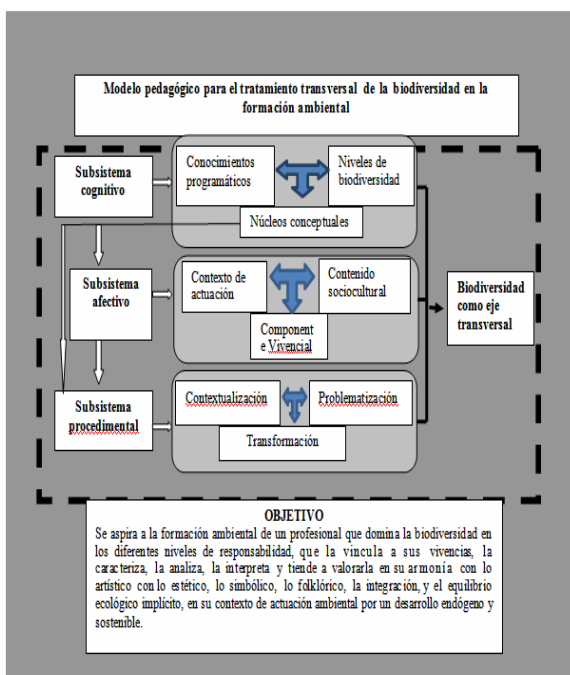 Modelo pedagógico para el tratamiento transversal de la biodiversidad en la
formación ambiental
Subsistema
cognitivo
Conocimientos
programáticos
Niveles de
biodiversidad
Núcleos conceptuales
Subsistema
afectivo
Contexto de
actuación
Contenido
sociocultural
Component
e Vivencial
Biodiversidad
como eje
transversal
Subsistema
procedimental
Contextualización
Problematización
Transformación
OBJETIVO
Se aspira a la formación ambiental de un profesional que domina la biodiversidad en
los diferentes niveles de responsabilidad, que la vincula a sus vivencias, la
caracteriza, la analiza, la interpreta y tiende a valorarla en su armonía con lo
artístico con lo estético, lo simbólico, lo folklórico, la integración, y el equilibrio
ecológico implícito, en su contexto de actuación ambiental por un desarrollo endógeno y
sostenible.